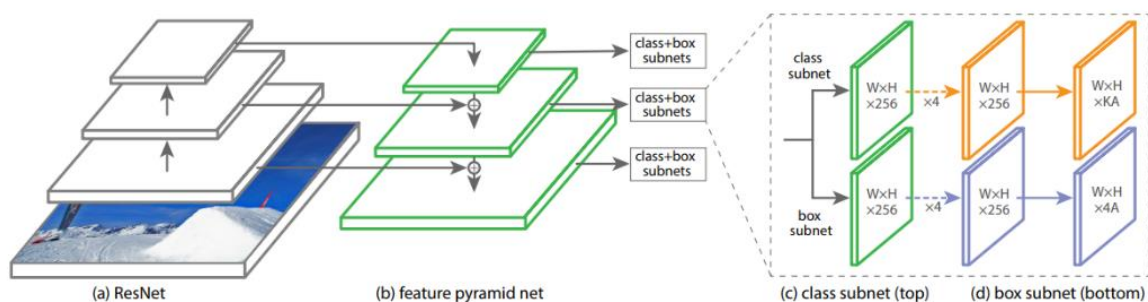 class+box
subnets
class+box
subnets
class+box
subnets
class
subnet
W×H
×256
×4
W×H
×256
W×H
×KA
box
subnet
W×H
×256
×4
W×H
×256
W×H
×4A
(a) ResNet
(b) feature pyramid net
(c) class subnet (top)
(d) box subnet (bottom)